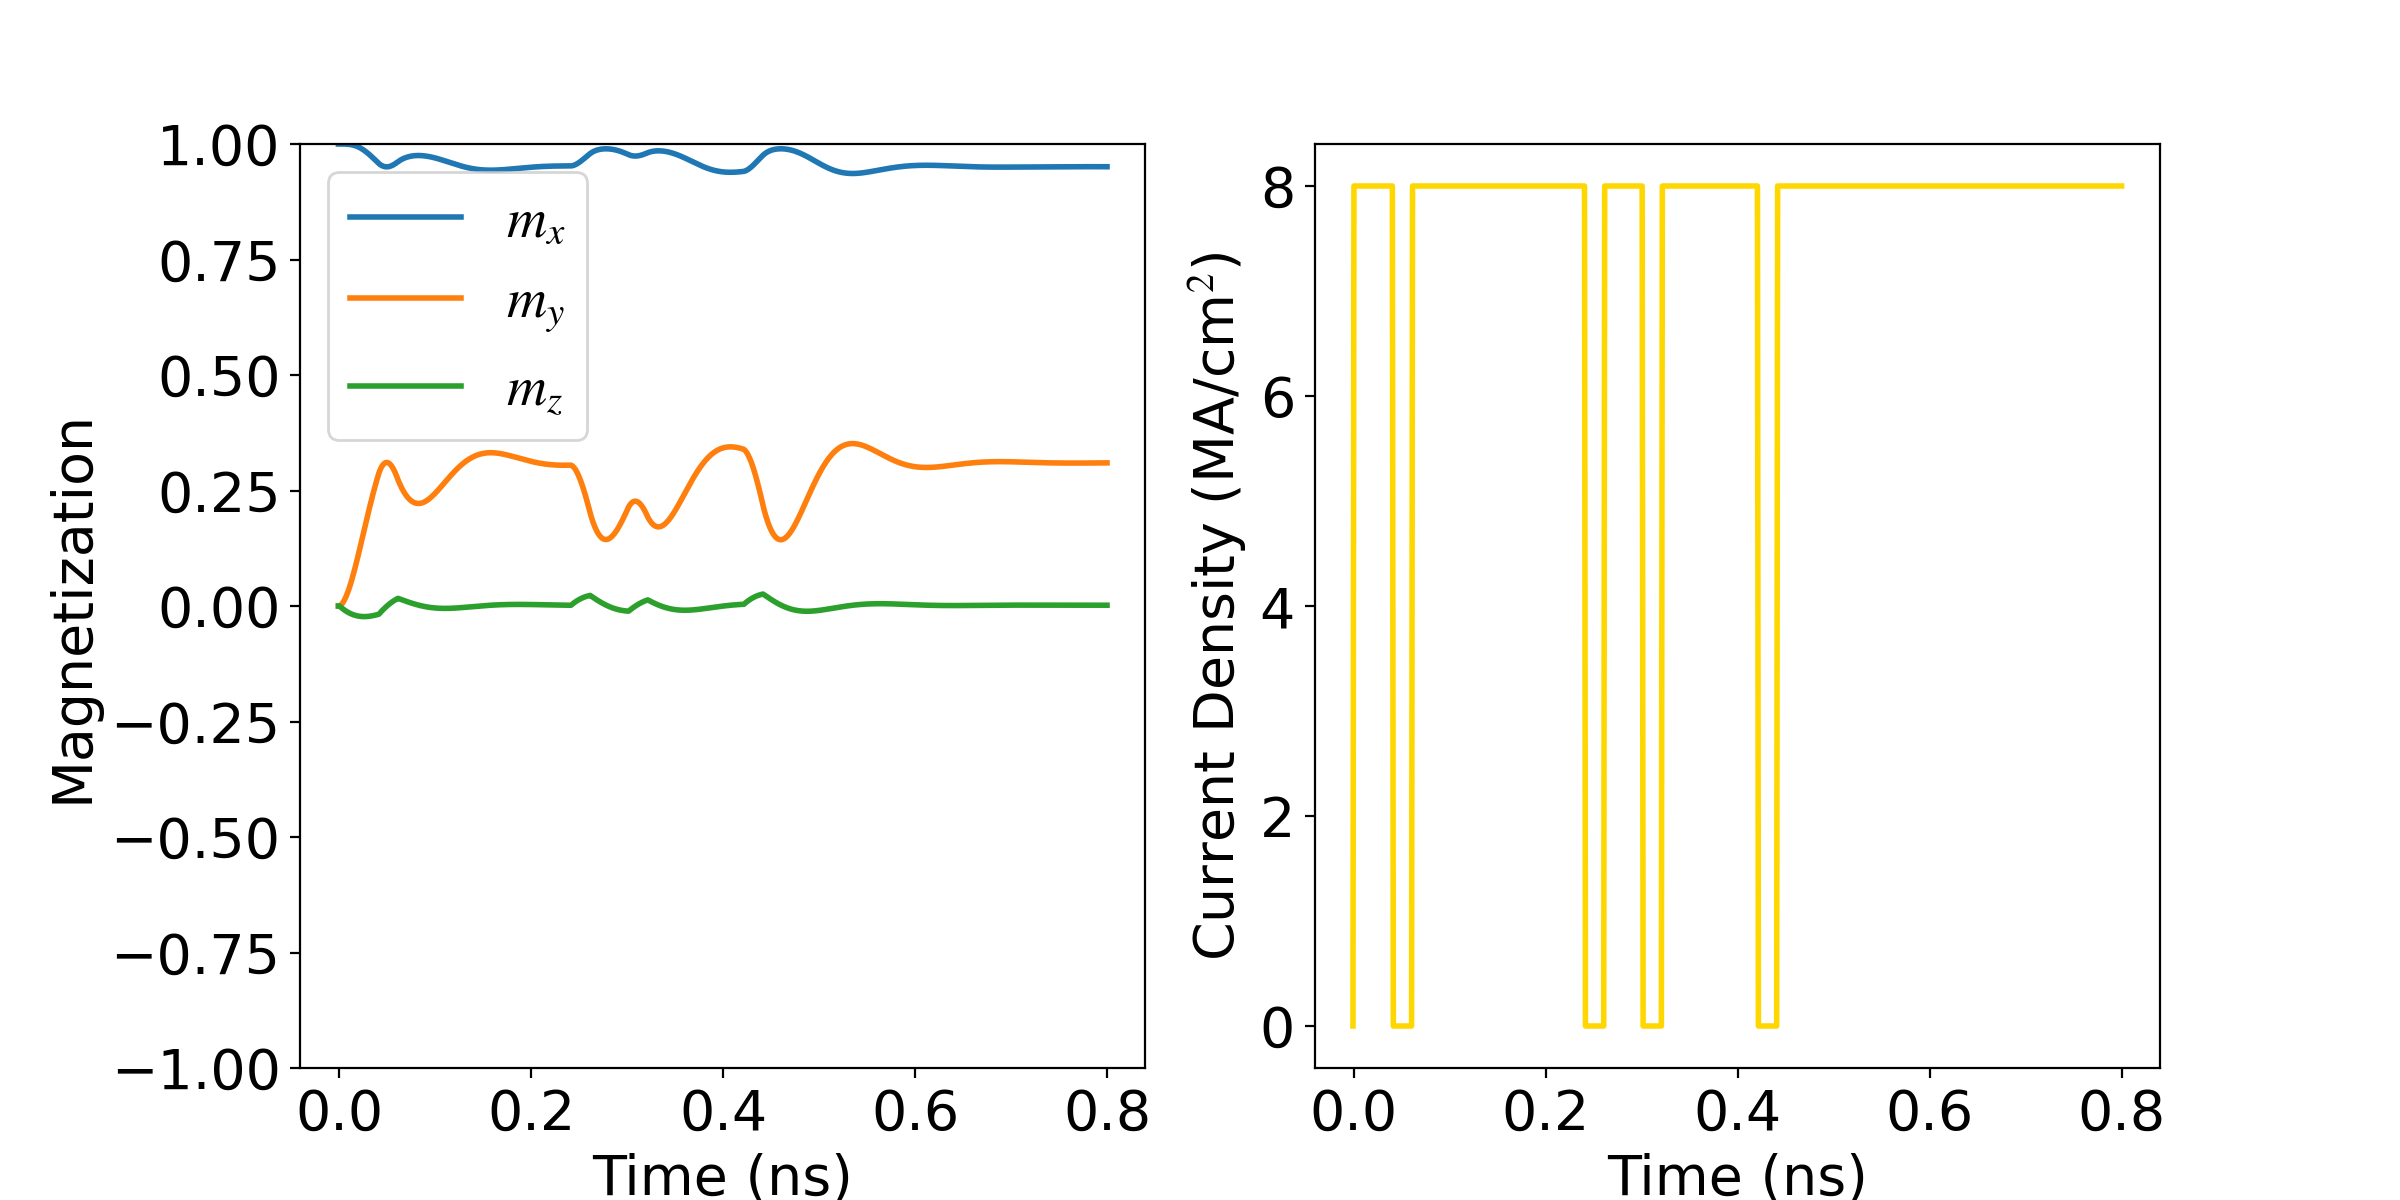 1.00
0.75
0.50
0.25
0.00
−0.25
−0.50
−0.75
−1.00
Magnetization
m_x
m_y
m_z
0.0 0.2 0.4 0.6 0.8
Time (ns)
8
6
4
2
0
Current Density (MA/cm²)
0.0 0.2 0.4 0.6 0.8
Time (ns)